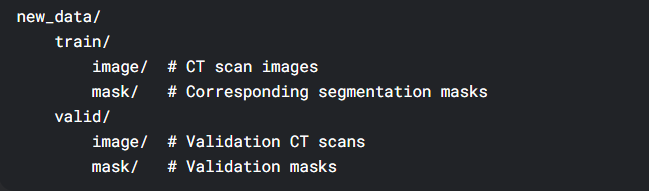 new_data/
    train/
        image/  # CT scan images
        mask/   # Corresponding segmentation masks
    valid/
        image/  # Validation CT scans
        mask/   # Validation masks